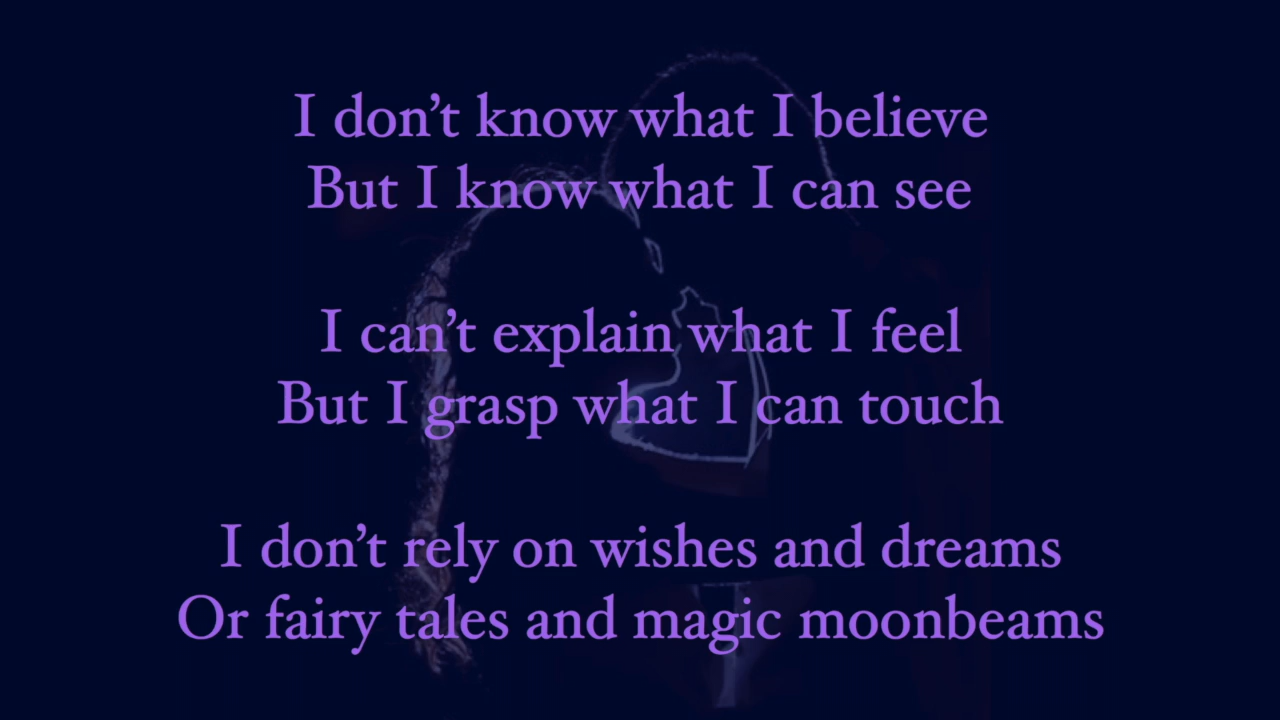 I don’t know what I believe
But I know what I can see
I can’t explain what I feel
But I grasp what I can touch
I don’t rely on wishes and dreams
Or fairy tales and magic moonbeams